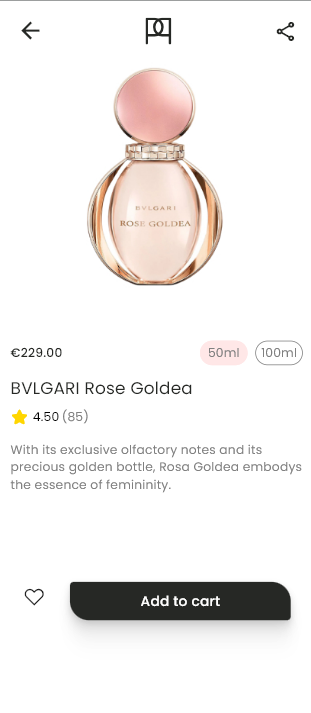 BVLGARI
ROSE GOLDEA
€229.00
50ml
100ml
BVLGARI Rose Goldea
4.50 (85)
With its exclusive olfactory notes and its
precious golden bottle, Rosa Goldea embodys
the essence of femininity.
Add to cart